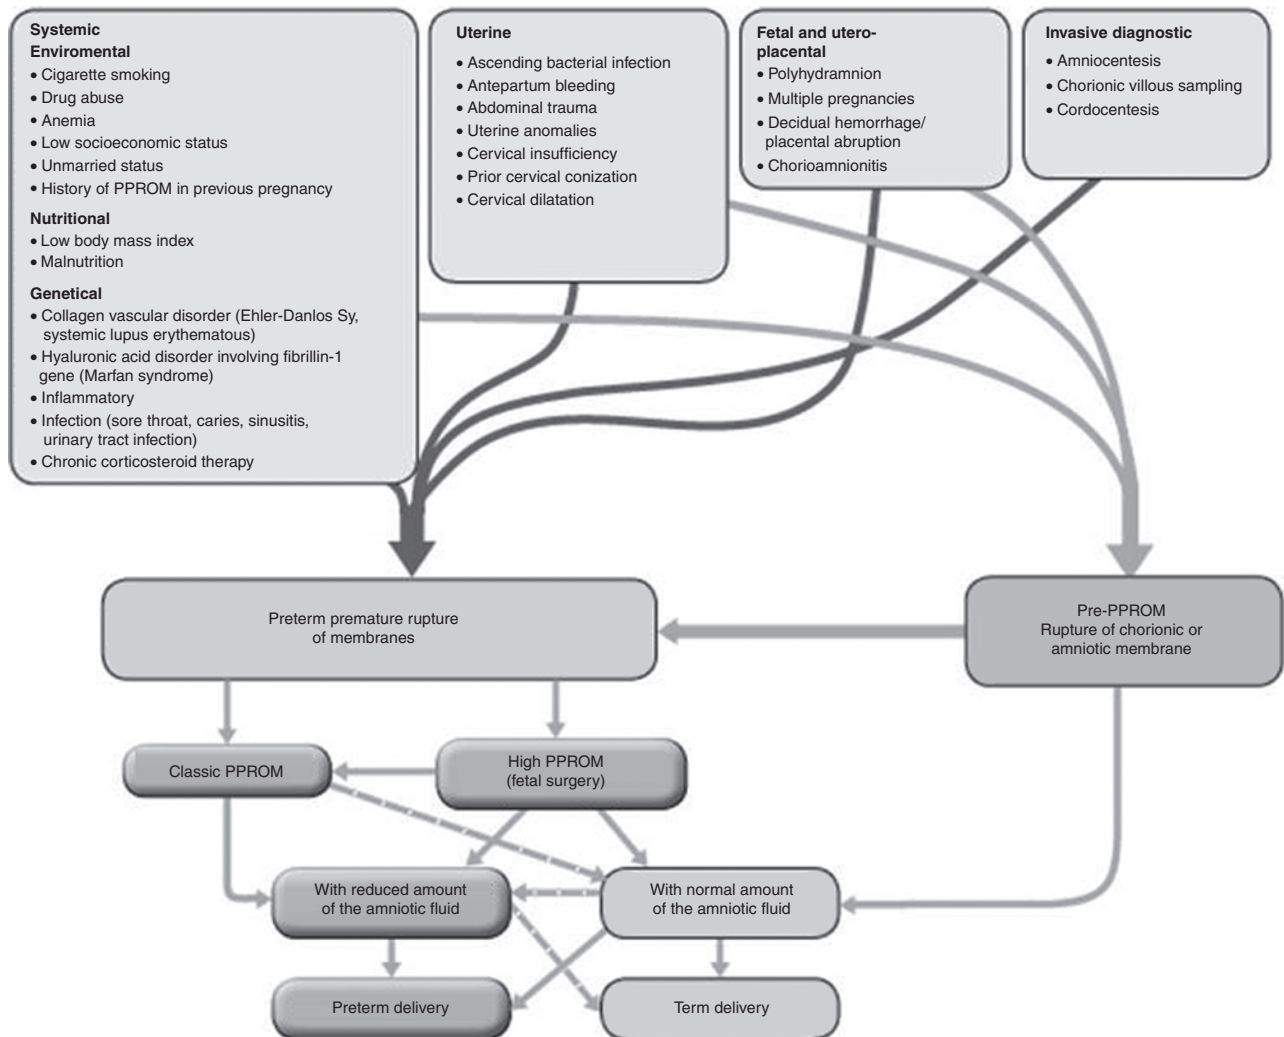 Systemic
Enviromental
• Cigarette smoking
• Drug abuse
• Anemia
• Low socioeconomic status
• Unmarried status
• History of PPROM in previous pregnancy
Nutritional
• Low body mass index
• Malnutrition
Genetical
• Collagen vascular disorder (Ehler-Danlos Sy,
systemic lupus erythematous)
• Hyaluronic acid disorder involving fibrillin-1
gene (Marfan syndrome)
• Inflammatory
• Infection (sore throat, caries, sinusitis,
urinary tract infection)
• Chronic corticosteroid therapy
Uterine
• Ascending bacterial infection
• Antepartum bleeding
• Abdominal trauma
• Uterine anomalies
• Cervical insufficiency
• Prior cervical conization
• Cervical dilatation
Fetal and utero-
placental
• Polyhydramnion
• Multiple pregnancies
• Decidual hemorrhage/
placental abruption
• Chorioamnionitis
Invasive diagnostic
• Amniocentesis
• Chorionic villous sampling
• Cordocentesis
Preterm premature rupture
of membranes
Pre-PPROM
Rupture of chorionic or
amniotic membrane
Classic PPROM
High PPROM
(fetal surgery)
With reduced amount
of the amniotic fluid
With normal amount
of the amniotic fluid
Preterm delivery
Term delivery